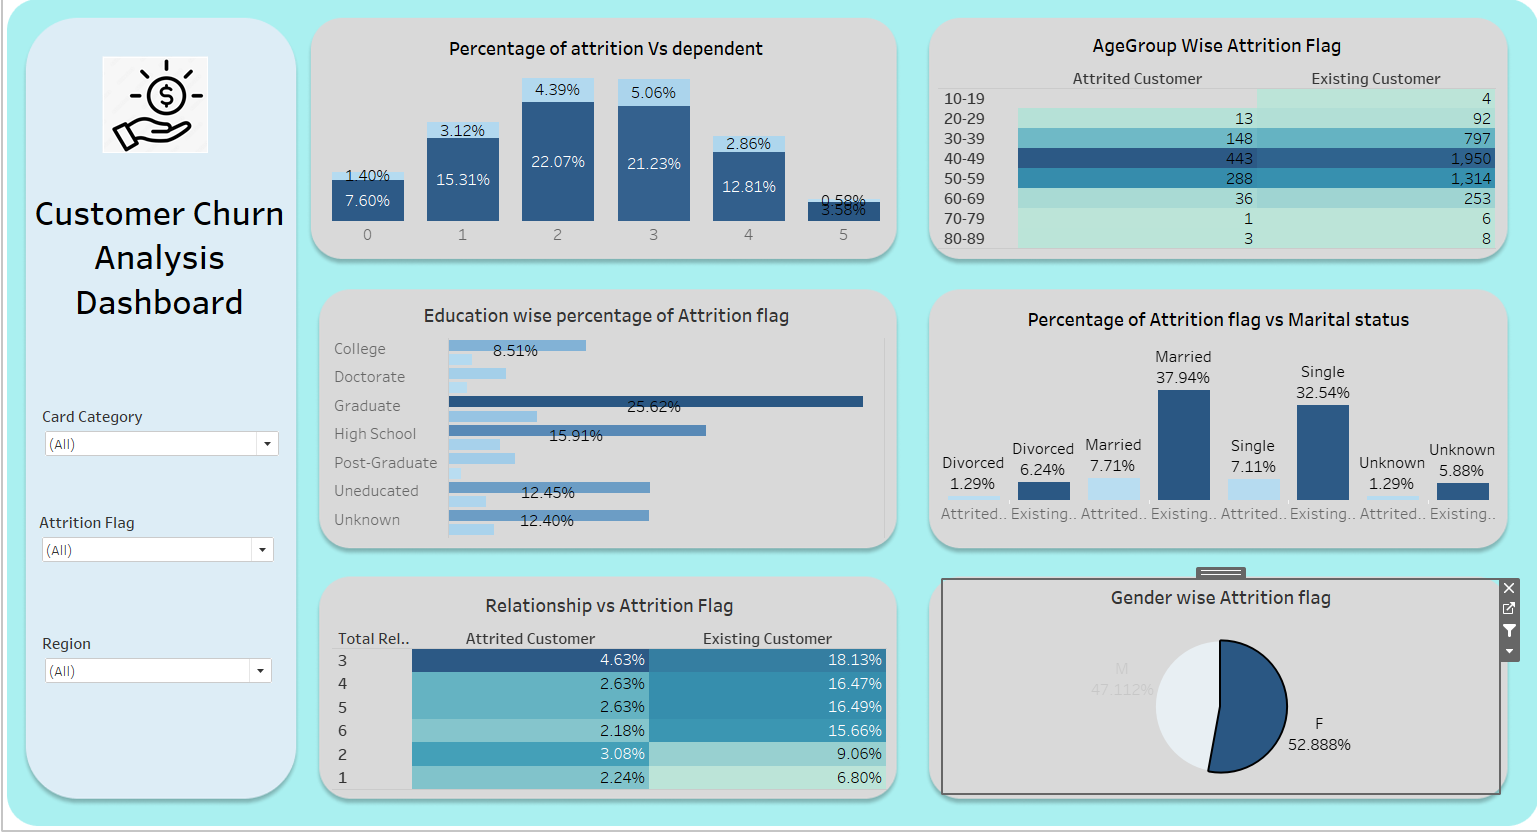 Customer Churn
Analysis
Dashboard
Card Category
(All)
Attrition Flag
(All)
Region
(All)
Percentage of attrition Vs dependent
1.40%
7.60%
3.12%
15.31%
4.39%
22.07%
5.06%
21.23%
2.86%
12.81%
0.58%
3.58%
0 1 2 3 4 5
AgeGroup Wise Attrition Flag
Attrited Customer Existing Customer
10-19 4
20-29 13 92
30-39 148 797
40-49 443 1,950
50-59 288 1,314
60-69 36 253
70-79 1 6
80-89 3 8
Education wise percentage of Attrition flag
College 8.51%
Doctorate
Graduate 25.62%
High School 15.91%
Post-Graduate
Uneducated 12.45%
Unknown 12.40%
Percentage of Attrition flag vs Marital status
Divorced
1.29%
Divorced
6.24%
Married
7.71%
Married
37.94%
Single
7.11%
Single
32.54%
Unknown
1.29%
Unknown
5.88%
Attrited.. Existing.. Attrited.. Existing.. Attrited.. Existing.. Attrited.. Existing..
Relationship vs Attrition Flag
Total Rel.. Attrited Customer Existing Customer
3 4.63% 18.13%
4 2.63% 16.47%
5 2.63% 16.49%
6 2.18% 15.66%
2 3.08% 9.06%
1 2.24% 6.80%
Gender wise Attrition flag
M
47.112%
F
52.888%